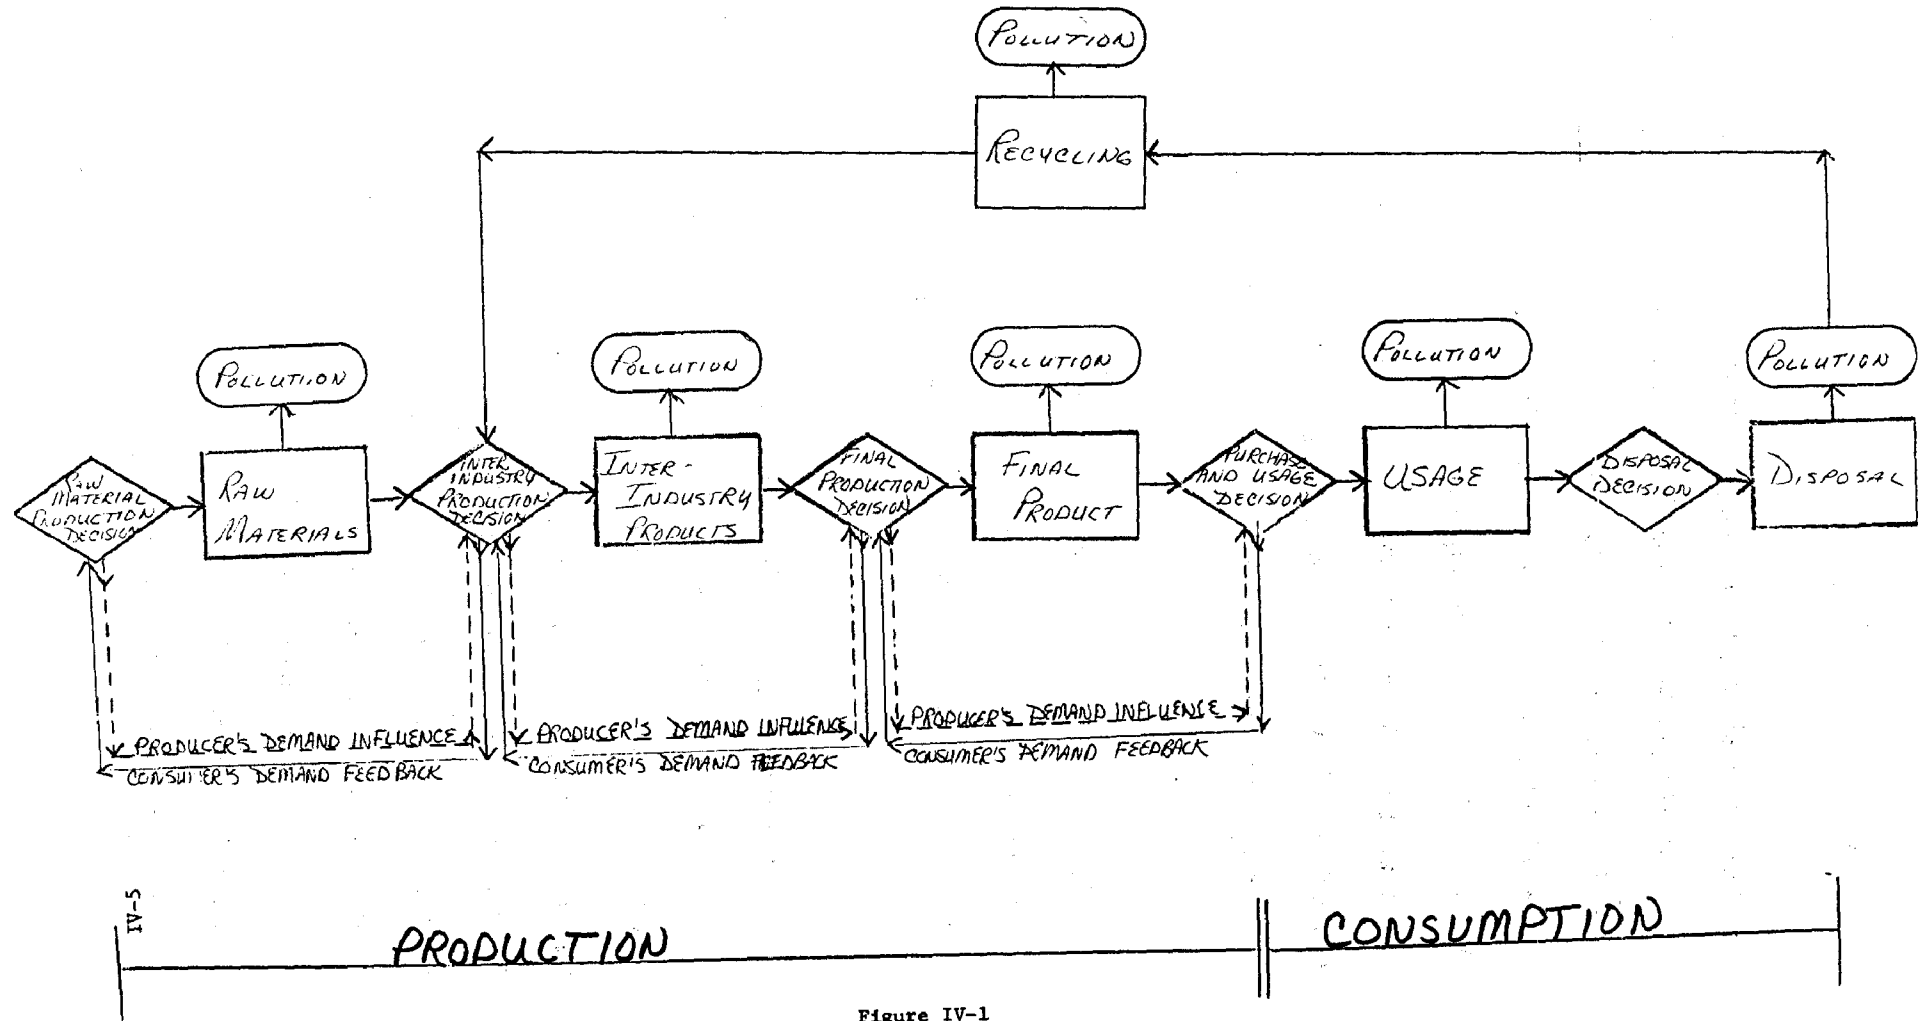 POLLUTION
RECYCLING
POLLUTION
POLLUTION
POLLUTION
POLLUTION
POLLUTION
RAW
MATERIAL
PRODUCTION
DECISION
RAW
MATERIALS
INTER
INDUSTRY
PRODUCTION
DECISION
INTER-
INDUSTRY
PRODUCTS
FINAL
PRODUCTION
DECISION
FINAL
PRODUCT
PURCHASE
AND USAGE
DECISION
USAGE
DISPOSAL
DECISION
DISPOSAL
PRODUCER'S DEMAND INFLUENCE
CONSUMER'S DEMAND FEEDBACK
PRODUCER'S DEMAND INFLUENCE
CONSUMER'S DEMAND FEEDBACK
PRODUCER'S DEMAND INFLUENCE
CONSUMER'S DEMAND FEEDBACK
IV-5
PRODUCTION
CONSUMPTION
Figure IV-1